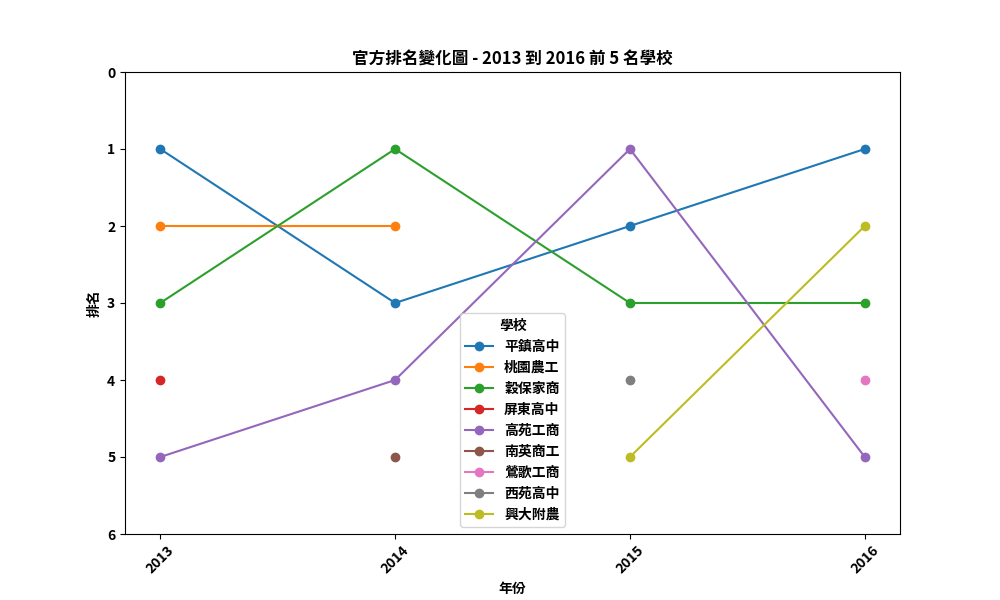 官方排名變化圖 - 2013 到 2016 前 5 名學校
0
1
2
3
4
5
6
排名
學校
平鎮高中
桃園農工
穀保家商
屏東高中
高苑工商
南英商工
鶯歌工商
西苑高中
興大附農
2013
2014
2015
2016
年份